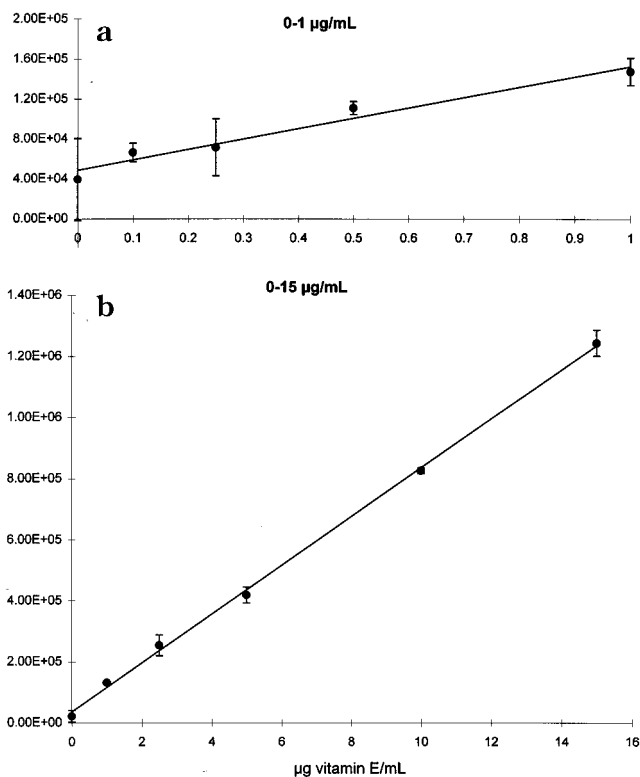 a
0-1 µg/mL
2.00E+05
1.60E+05
1.20E+05
8.00E+04
4.00E+04
0.00E+00
0 0.1 0.2 0.3 0.4 0.5 0.6 0.7 0.8 0.9 1
b
0-15 µg/mL
1.40E+06
1.20E+06
1.00E+06
8.00E+05
6.00E+05
4.00E+05
2.00E+05
0.00E+00
0 2 4 6 8 10 12 14 16
µg vitamin E/mL